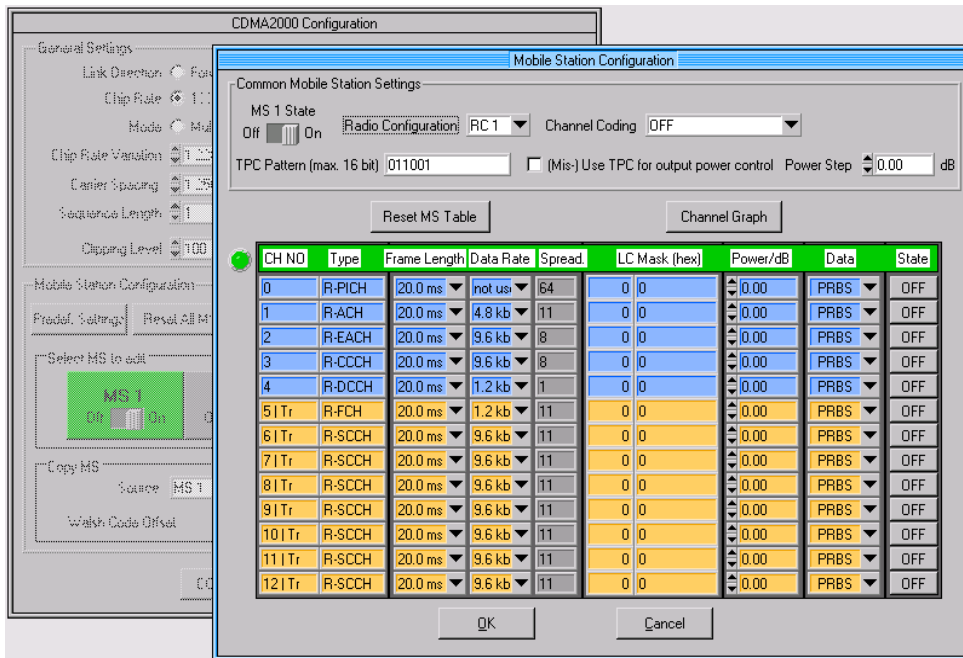 CDMA2000 Configuration
General Settings
Link Direction
Chip Rate
Mode
Chip Rate Variation
Carrier Spacing
Sequence Length 1
Clipping Level 100
Mobile Station Configuration
Predef. Settings
Select MS to edit
MS 1
Off On
Copy MS
Source MS 1
Walsh Code Offset
Mobile Station Configuration
Common Mobile Station Settings
MS 1 State
Off On Radio Configuration RC 1 Channel Coding OFF
TPC Pattern (max. 16 bit) 011001 (Mis-) Use TPC for output power control Power Step 0.00 dB
Reset MS Table Channel Graph
CH NO Type Frame Length Data Rate Spread. LC Mask (hex) Power/dB Data State
0 R-PICH 20.0 ms not us 64 0 0 0.00 PRBS OFF
1 R-ACH 20.0 ms 4.8 kb 11 0 0 0.00 PRBS OFF
2 R-EACH 20.0 ms 9.6 kb 8 0 0 0.00 PRBS OFF
3 R-CCCH 20.0 ms 9.6 kb 8 0 0 0.00 PRBS OFF
4 R-DCCH 20.0 ms 1.2 kb 1 0 0 0.00 PRBS OFF
5 | Tr R-FCH 20.0 ms 1.2 kb 11 0 0 0.00 PRBS OFF
6 | Tr R-SCCH 20.0 ms 9.6 kb 11 0 0 0.00 PRBS OFF
7 | Tr R-SCCH 20.0 ms 9.6 kb 11 0 0 0.00 PRBS OFF
8 | Tr R-SCCH 20.0 ms 9.6 kb 11 0 0 0.00 PRBS OFF
9 | Tr R-SCCH 20.0 ms 9.6 kb 11 0 0 0.00 PRBS OFF
10 | Tr R-SCCH 20.0 ms 9.6 kb 11 0 0 0.00 PRBS OFF
11 | Tr R-SCCH 20.0 ms 9.6 kb 11 0 0 0.00 PRBS OFF
12 | Tr R-SCCH 20.0 ms 9.6 kb 11 0 0 0.00 PRBS OFF
OK Cancel